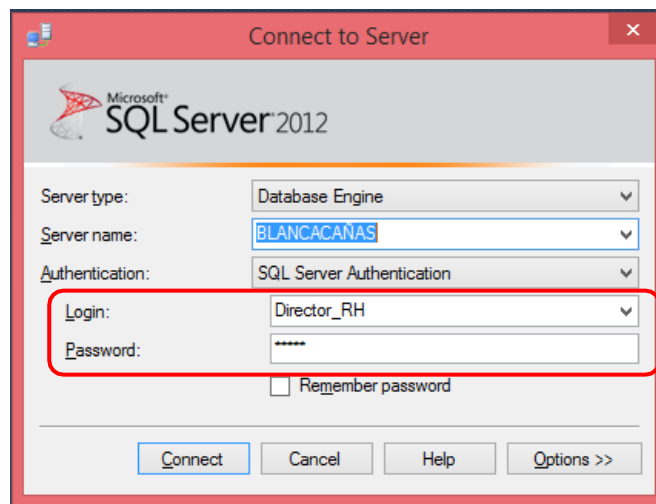 Connect to Server
Microsoft®
SQL Server® 2012
Server type: Database Engine
Server name: BLANCACAÑAS
Authentication: SQL Server Authentication
Login: Director_RH
Password: *****
Remember password
Connect Cancel Help Options >>